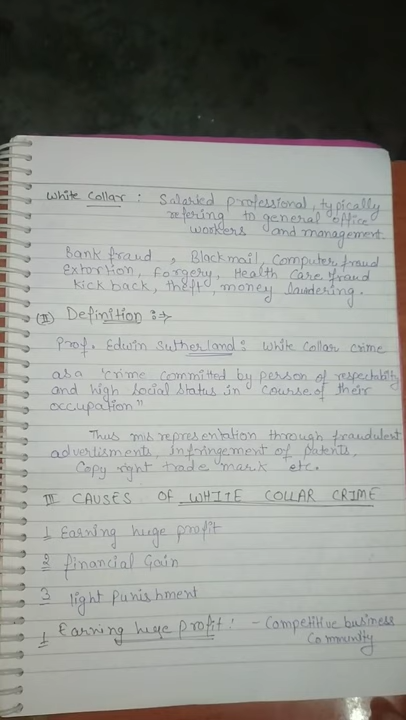 White Collar : Salaried professional, typically
refering to general office
workers and management.
Bank fraud, Blackmail, Computer fraud
Extortion, Forgery, Health Care fraud
Kick back, theft, money laundering.
(II) Definition :→
Prof. Edwin Sutherland : White collar crime
as a "crime committed by person of respectability
and high social status in course of their
occupation"
Thus misrepresentation through fraudulent
advertisments, infringement of patents,
Copy right trade mark etc.
III CAUSES OF WHITE COLLAR CRIME
1 Earning huge profit
2 financial Gain
3 light Punishment
1 Earning huge profit : - Competitive business
Community